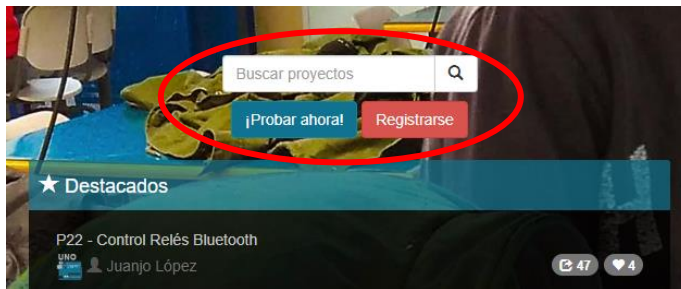 Buscar proyectos
¡Probar ahora! Registrarse
Destacados
P22 - Control Relés Bluetooth
UNO
Juanjo López
47 4